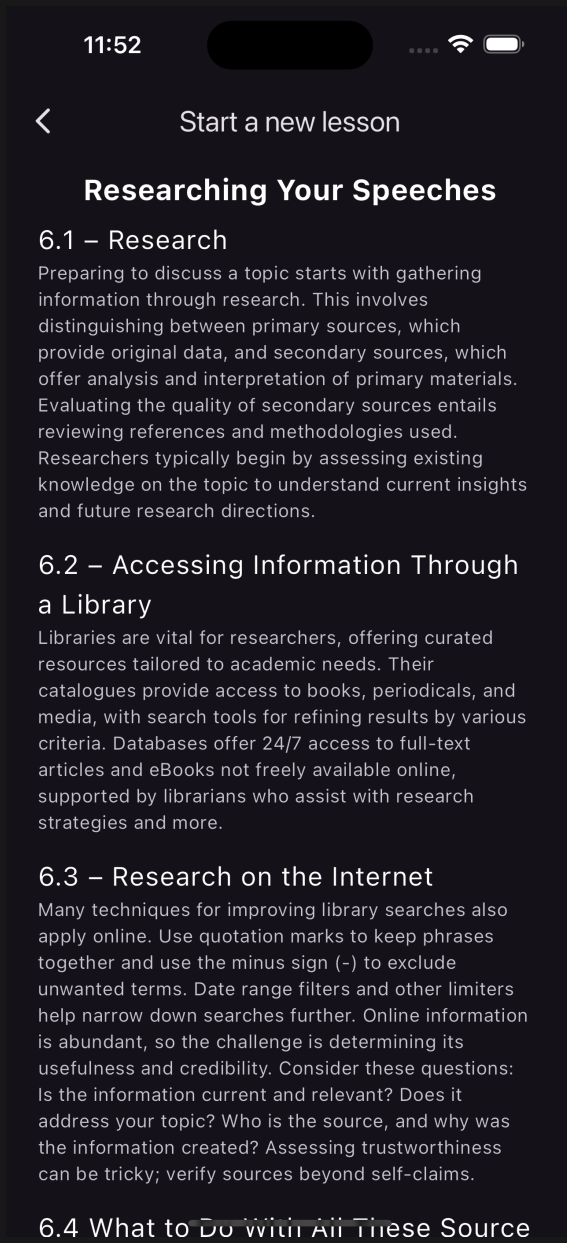 11:52
Start a new lesson
Researching Your Speeches
6.1 – Research
Preparing to discuss a topic starts with gathering
information through research. This involves
distinguishing between primary sources, which
provide original data, and secondary sources, which
offer analysis and interpretation of primary materials.
Evaluating the quality of secondary sources entails
reviewing references and methodologies used.
Researchers typically begin by assessing existing
knowledge on the topic to understand current insights
and future research directions.
6.2 – Accessing Information Through
a Library
Libraries are vital for researchers, offering curated
resources tailored to academic needs. Their
catalogues provide access to books, periodicals, and
media, with search tools for refining results by various
criteria. Databases offer 24/7 access to full-text
articles and eBooks not freely available online,
supported by librarians who assist with research
strategies and more.
6.3 – Research on the Internet
Many techniques for improving library searches also
apply online. Use quotation marks to keep phrases
together and use the minus sign (-) to exclude
unwanted terms. Date range filters and other limiters
help narrow down searches further. Online information
is abundant, so the challenge is determining its
usefulness and credibility. Consider these questions:
Is the information current and relevant? Does it
address your topic? Who is the source, and why was
the information created? Assessing trustworthiness
can be tricky; verify sources beyond self-claims.
6.4 What to Do With All These Source